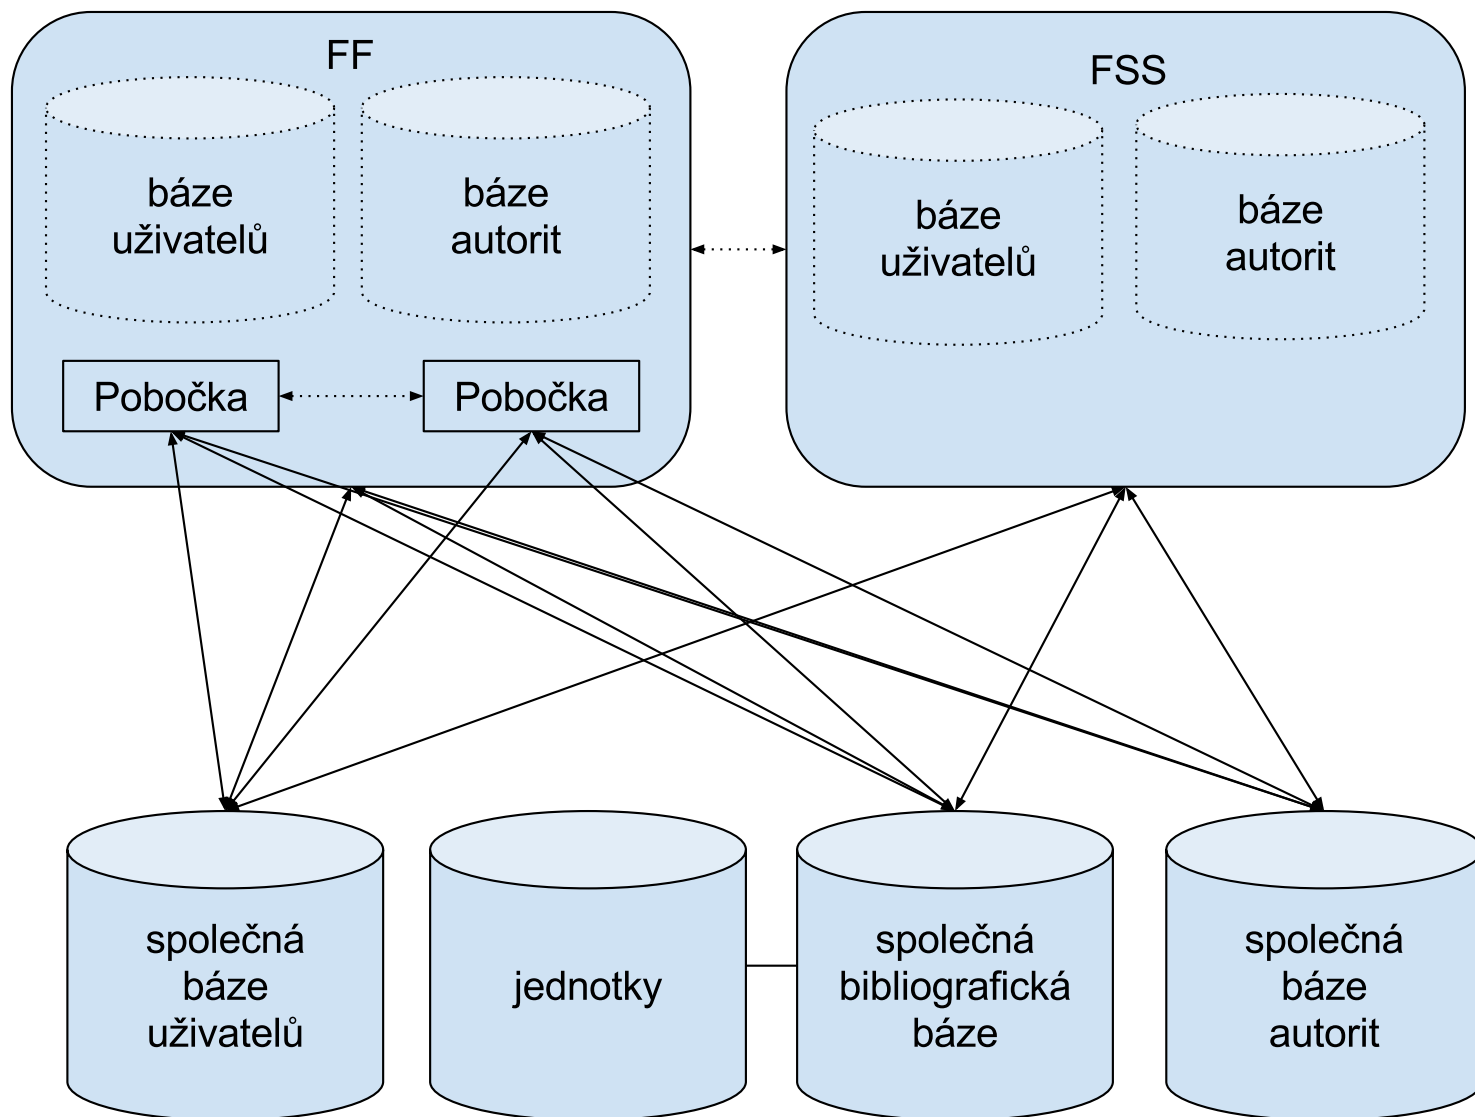 FF
báze
uživatelů
báze
autorit
Pobočka
Pobočka
FSS
báze
uživatelů
báze
autorit
společná
báze
uživatelů
jednotky
společná
bibliografická
báze
společná
báze
autorit